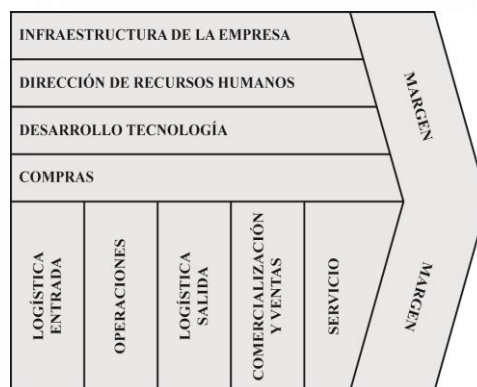 INFRAESTRUCTURA DE LA EMPRESA
DIRECCIÓN DE RECURSOS HUMANOS
DESARROLLO TECNOLOGÍA
COMPRAS
MARGEN
LOGÍSTICA
ENTRADA
OPERACIONES
LOGÍSTICA
SALIDA
COMERCIALIZACIÓN
Y VENTAS
SERVICIO
MARGEN